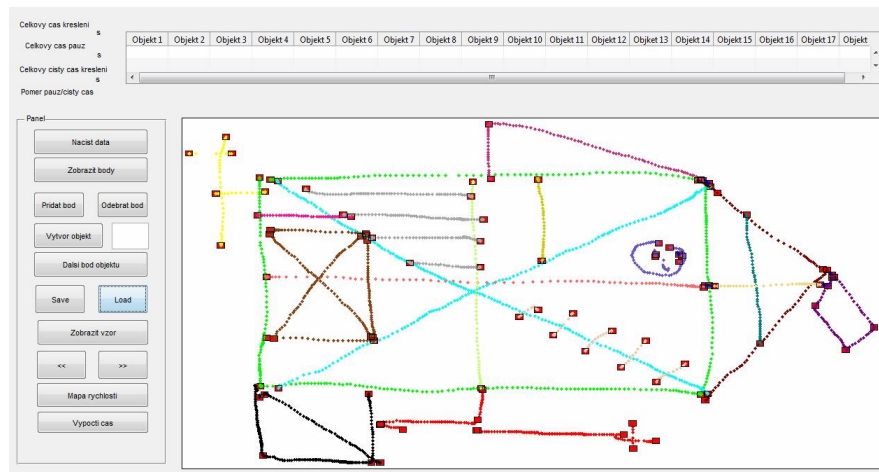 Celkovy cas kresleni
s
Celkovy cas pauz
s
Celkovy cisty cas kresleni
s
Pomer pauz/cisty cas
Objekt 1 Objekt 2 Objekt 3 Objekt 4 Objekt 5 Objekt 6 Objekt 7 Objekt 8 Objekt 9 Objekt 10 Objekt 11 Objekt 12 Objket 13 Objekt 14 Objekt 15 Objekt 16 Objekt 17 Objekt
Panel
Nacist data
Zobrazit body
Pridat bod Odebrat bod
Vytvor objekt
Dalsi bod objektu
Save Load
Zobrazit vzor
<< >>
Mapa rychlosti
Vypocti cas